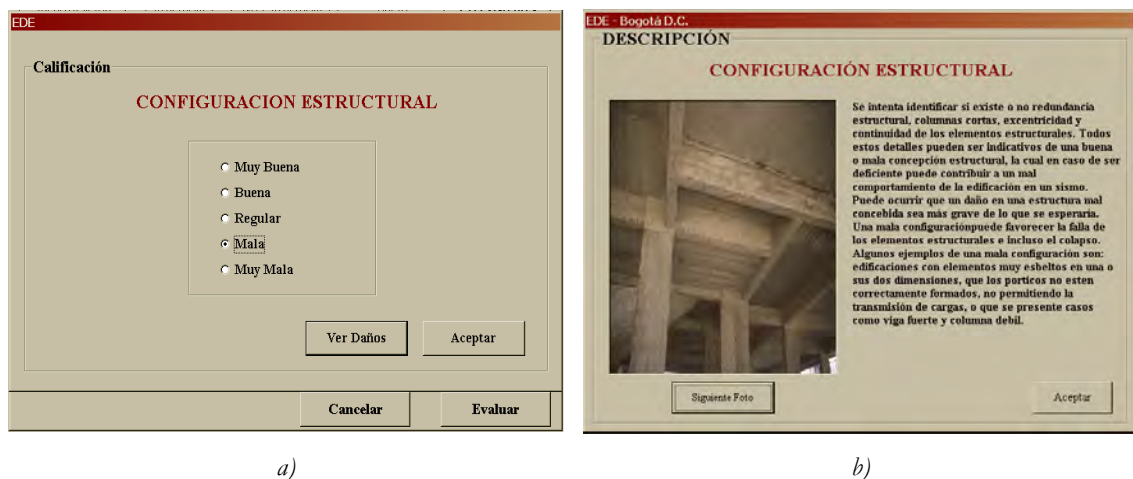 EDE
Calificación
CONFIGURACION ESTRUCTURAL
Muy Buena
Buena
Regular
Mala
Muy Mala
Ver Daños
Aceptar
Cancelar
Evaluar
a)
EDE - Bogotá D.C.
DESCRIPCIÓN
CONFIGURACIÓN ESTRUCTURAL
Se intenta identificar si existe o no redundancia
estructural, columnas cortas, excentricidad y
continuidad de los elementos estructurales. Todos
estos detalles pueden ser indicativos de una buena
o mala concepción estructural, la cual en caso de ser
deficiente puede contribuir a un mal
comportamiento de la edificación en un sismo.
Puede ocurrir que un daño en una estructura mal
concebida sea más grave de lo que se esperaría.
Una mala configuraciónpuede favorecer la falla de
los elementos estructurales e incluso el colapso.
Algunos ejemplos de una mala configuración son:
edificaciones con elementos muy esbeltos en una o
sus dos dimensiones, que los porticos no esten
correctamente formados, no permitiendo la
transmisión de cargas, o que se presente casos
como viga fuerte y columna debil.
Siguiente Foto
Aceptar
b)